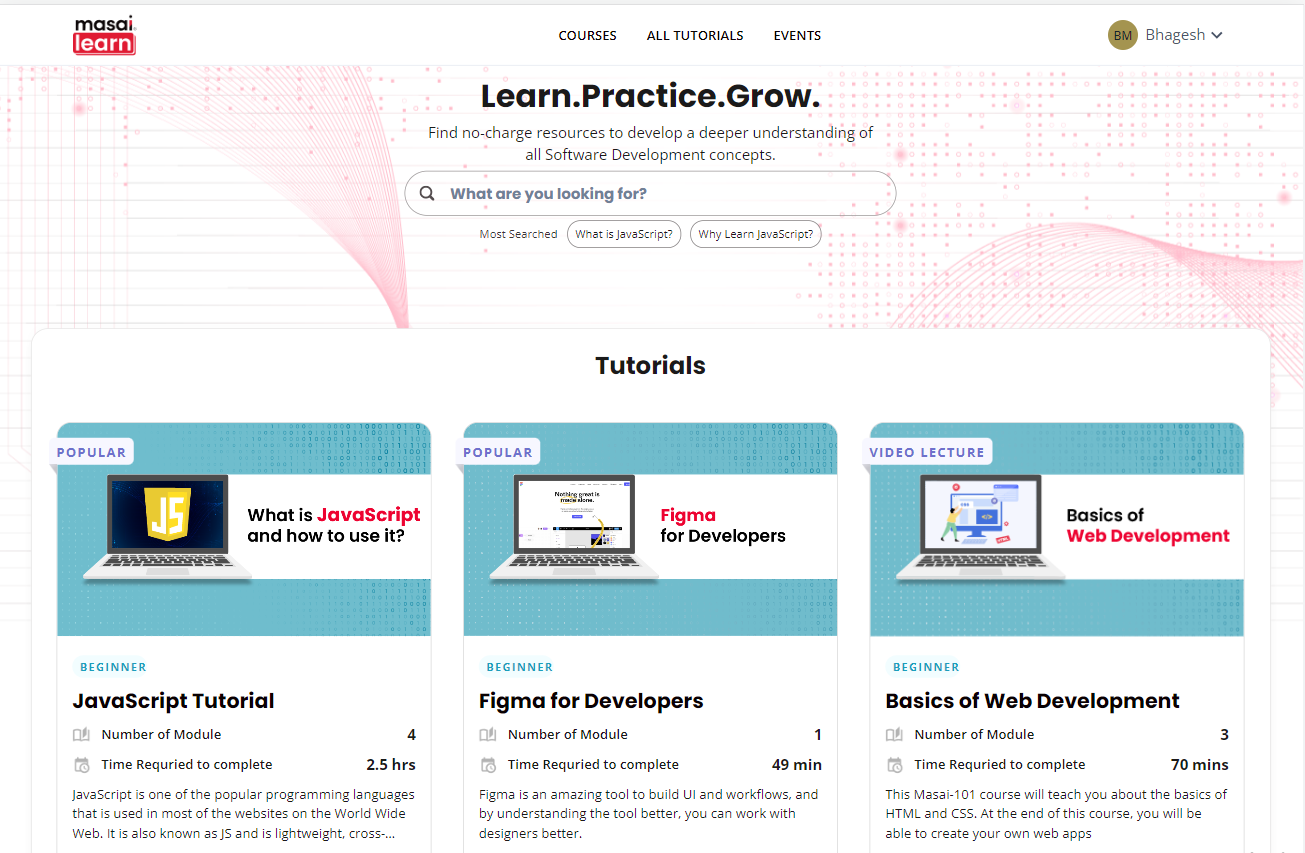 masai.
learn
COURSES
ALL TUTORIALS
EVENTS
BM
Bhagesh
Learn.Practice.Grow.
Find no-charge resources to develop a deeper understanding of
all Software Development concepts.
What are you looking for?
Most Searched
What is JavaScript?
Why Learn JavaScript?
Tutorials
POPULAR
JS
What is JavaScript
and how to use it?
BEGINNER
JavaScript Tutorial
Number of Module 4
Time Requried to complete 2.5 hrs
JavaScript is one of the popular programming languages
that is used in most of the websites on the World Wide
Web. It is also known as JS and is lightweight, cross-...
POPULAR
Nothing great is
made alone.
Figma
for Developers
BEGINNER
Figma for Developers
Number of Module 1
Time Requried to complete 49 min
Figma is an amazing tool to build UI and workflows, and
by understanding the tool better, you can work with
designers better.
VIDEO LECTURE
</>
HTML
Basics of
Web Development
BEGINNER
Basics of Web Development
Number of Module 3
Time Requried to complete 70 mins
This Masai-101 course will teach you about the basics of
HTML and CSS. At the end of this course, you will be
able to create your own web apps